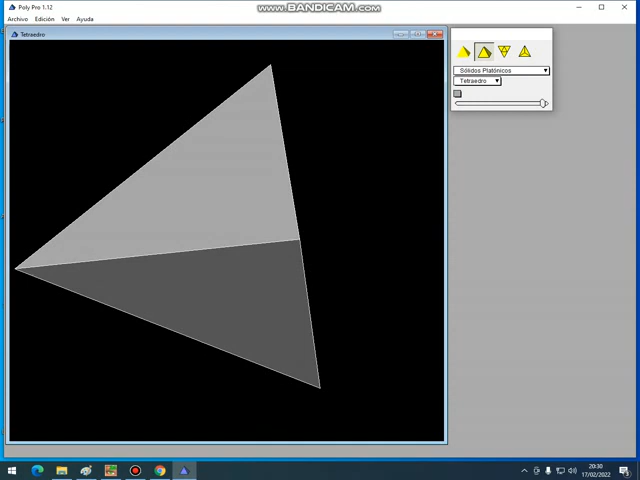 Poly Pro 1.12
www.BANDICAM.com
Archivo Edición Ver Ayuda
Tetraedro
Sólidos Platónicos
Tetraedro
20:30
17/02/2022